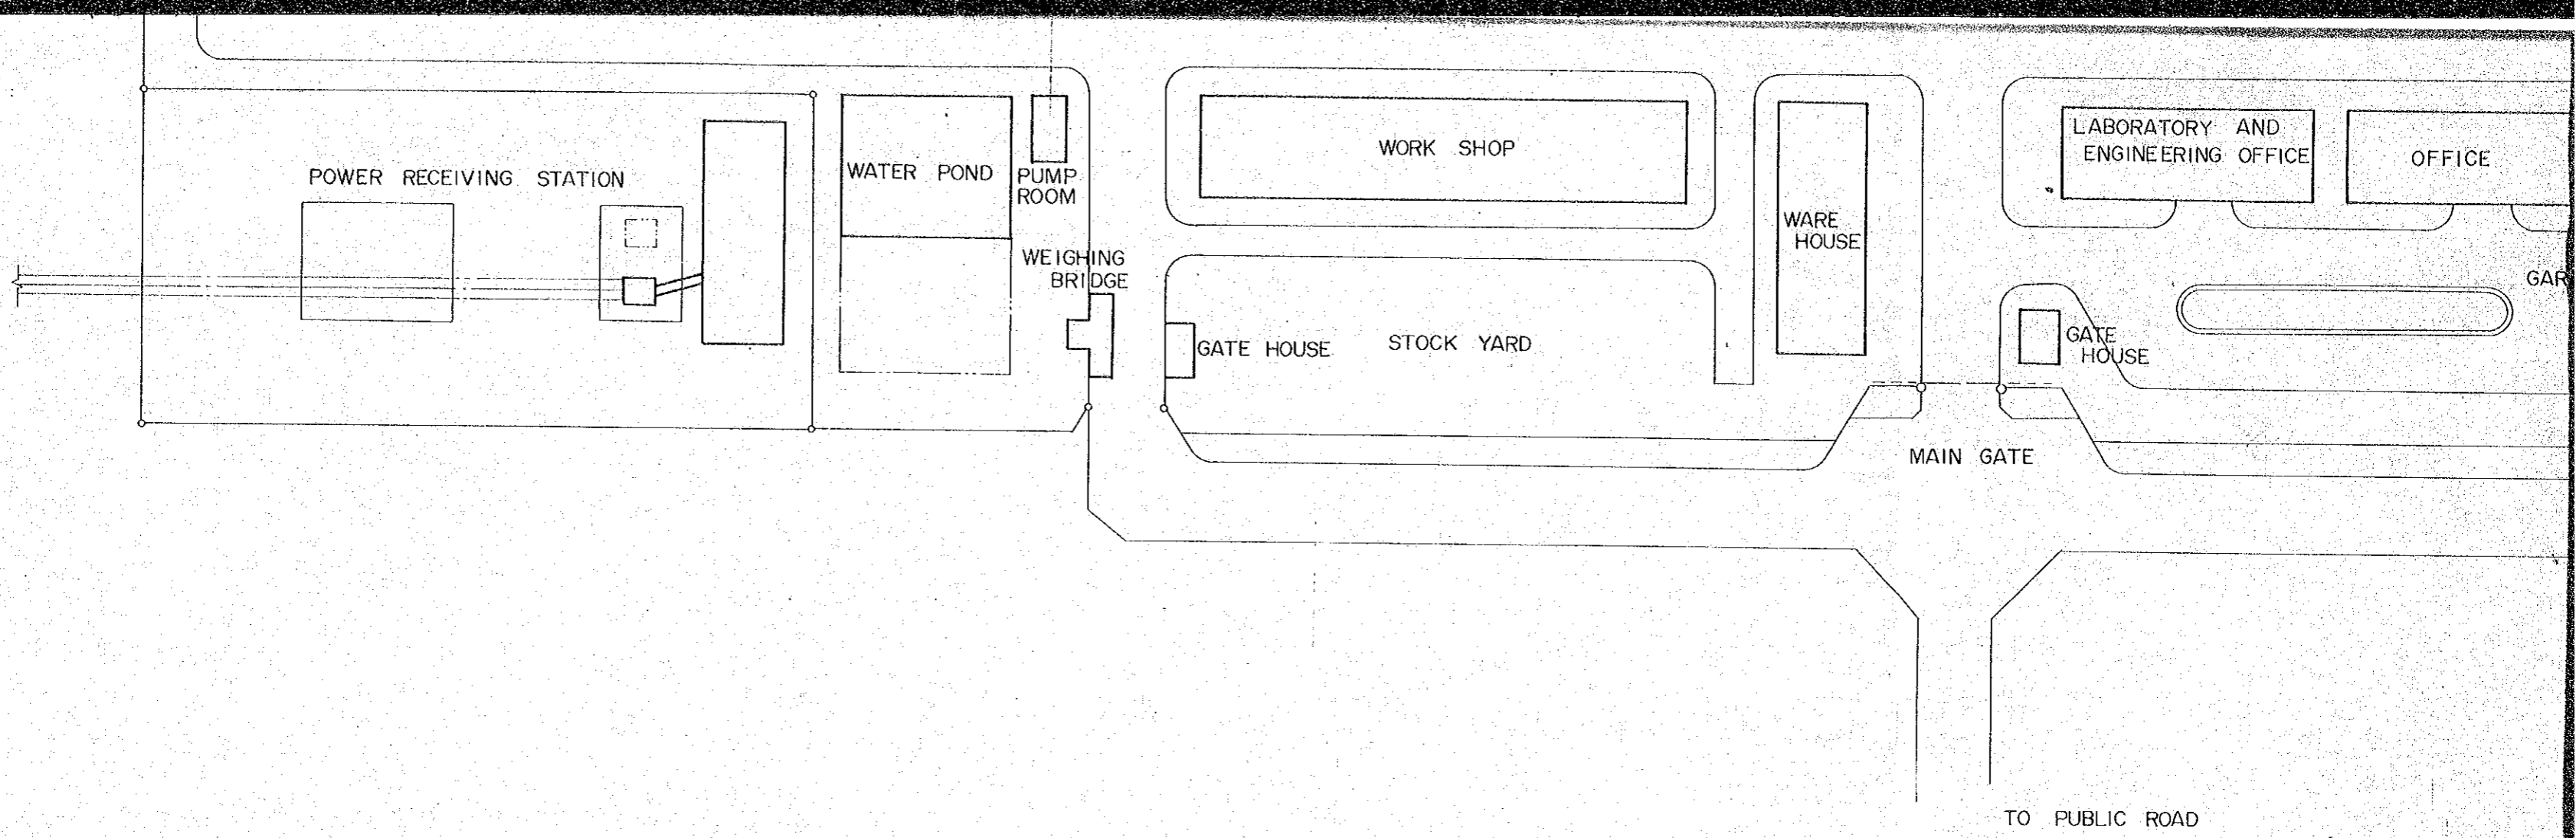 POWER RECEIVING STATION
WATER POND
PUMP
ROOM
WEIGHING
BRIDGE
WORK SHOP
GATE HOUSE
STOCK YARD
WARE
HOUSE
LABORATORY AND
ENGINEERING OFFICE
OFFICE
GAR
GATE
HOUSE
MAIN GATE
TO PUBLIC ROAD